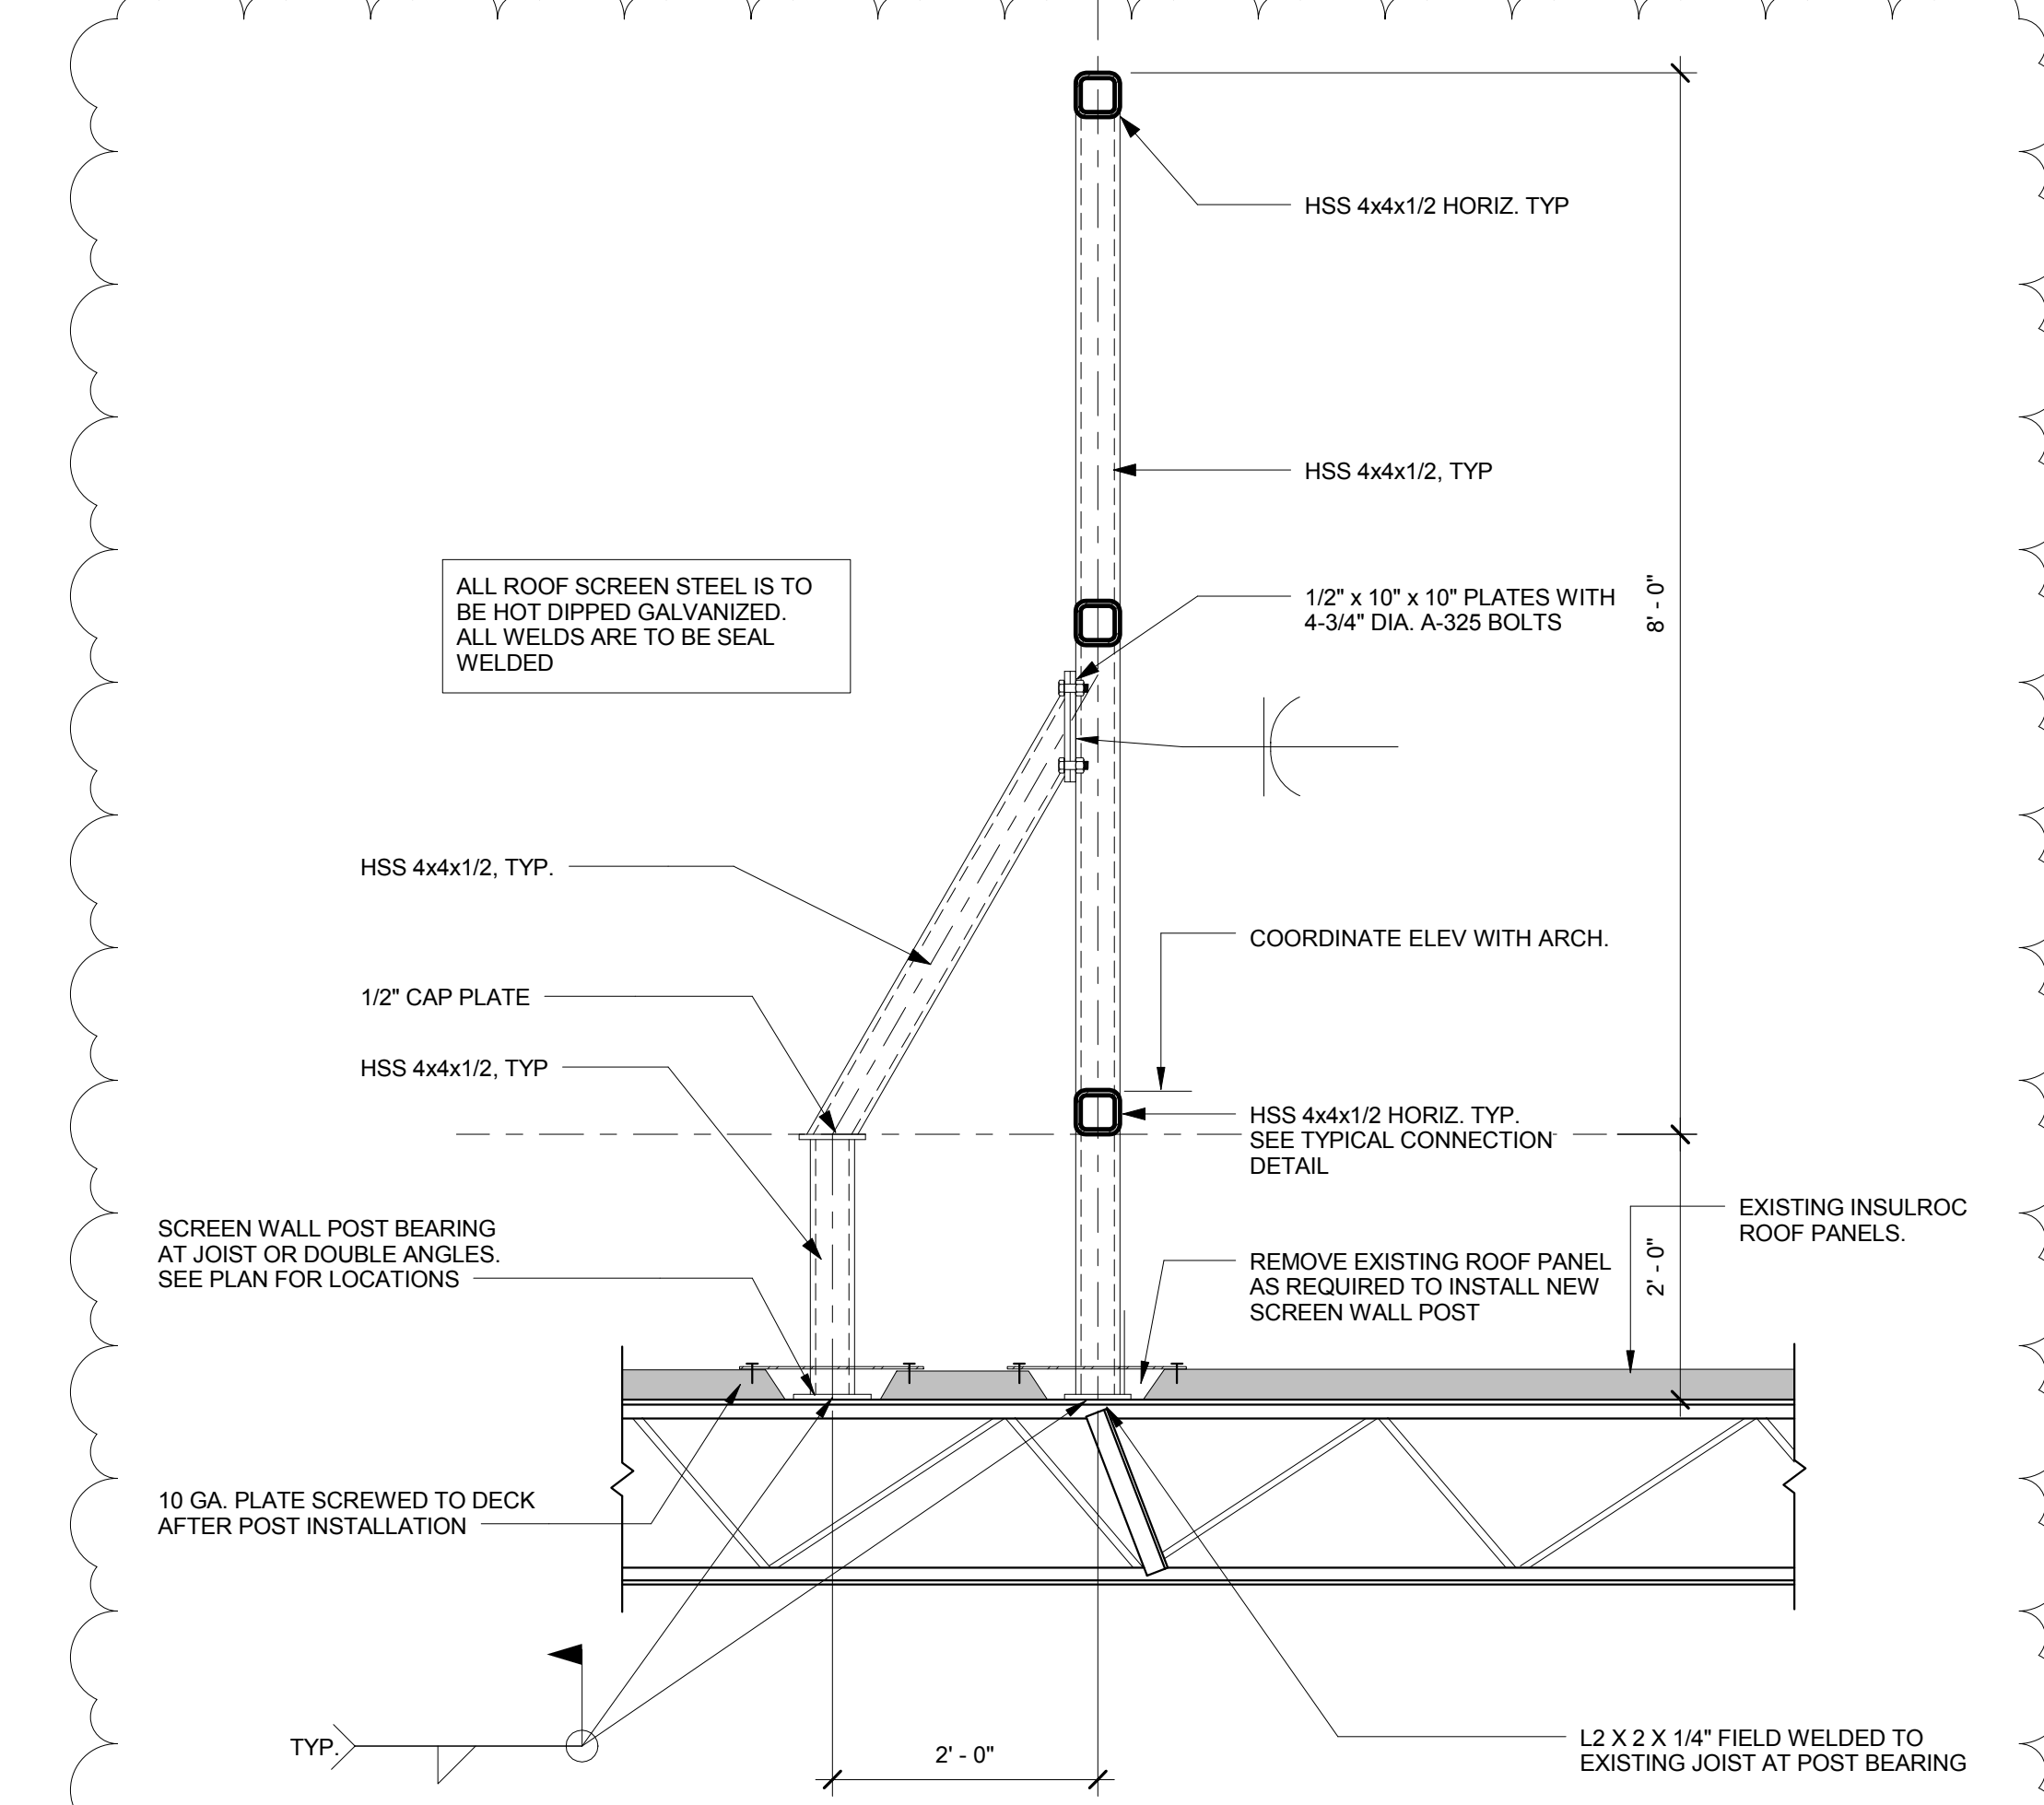 HSS 4x4x1/2 HORIZ. TYP
HSS 4x4x1/2, TYP
ALL ROOF SCREEN STEEL IS TO
BE HOT DIPPED GALVANIZED.
ALL WELDS ARE TO BE SEAL
WELDED
1/2" x 10" x 10" PLATES WITH
4-3/4" DIA. A-325 BOLTS
8' - 0"
HSS 4x4x1/2, TYP.
COORDINATE ELEV WITH ARCH.
1/2" CAP PLATE
HSS 4x4x1/2, TYP
HSS 4x4x1/2 HORIZ. TYP.
SEE TYPICAL CONNECTION
DETAIL
EXISTING INSULROC
ROOF PANELS.
SCREEN WALL POST BEARING
AT JOIST OR DOUBLE ANGLES.
SEE PLAN FOR LOCATIONS
REMOVE EXISTING ROOF PANEL
AS REQUIRED TO INSTALL NEW
SCREEN WALL POST
2' - 0"
10 GA. PLATE SCREWED TO DECK
AFTER POST INSTALLATION
TYP.
2' - 0"
L2 X 2 X 1/4" FIELD WELDED TO
EXISTING JOIST AT POST BEARING